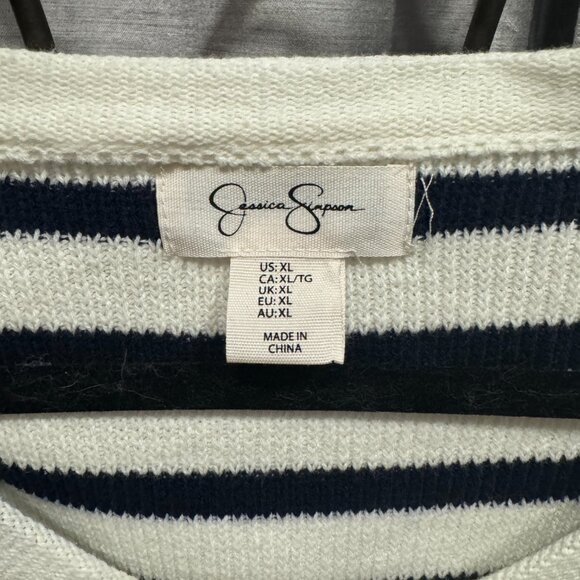 Jessica Simpson
US: XL
CA: XL/TG
UK: XL
EU: XL
AU: XL
MADE IN
CHINA